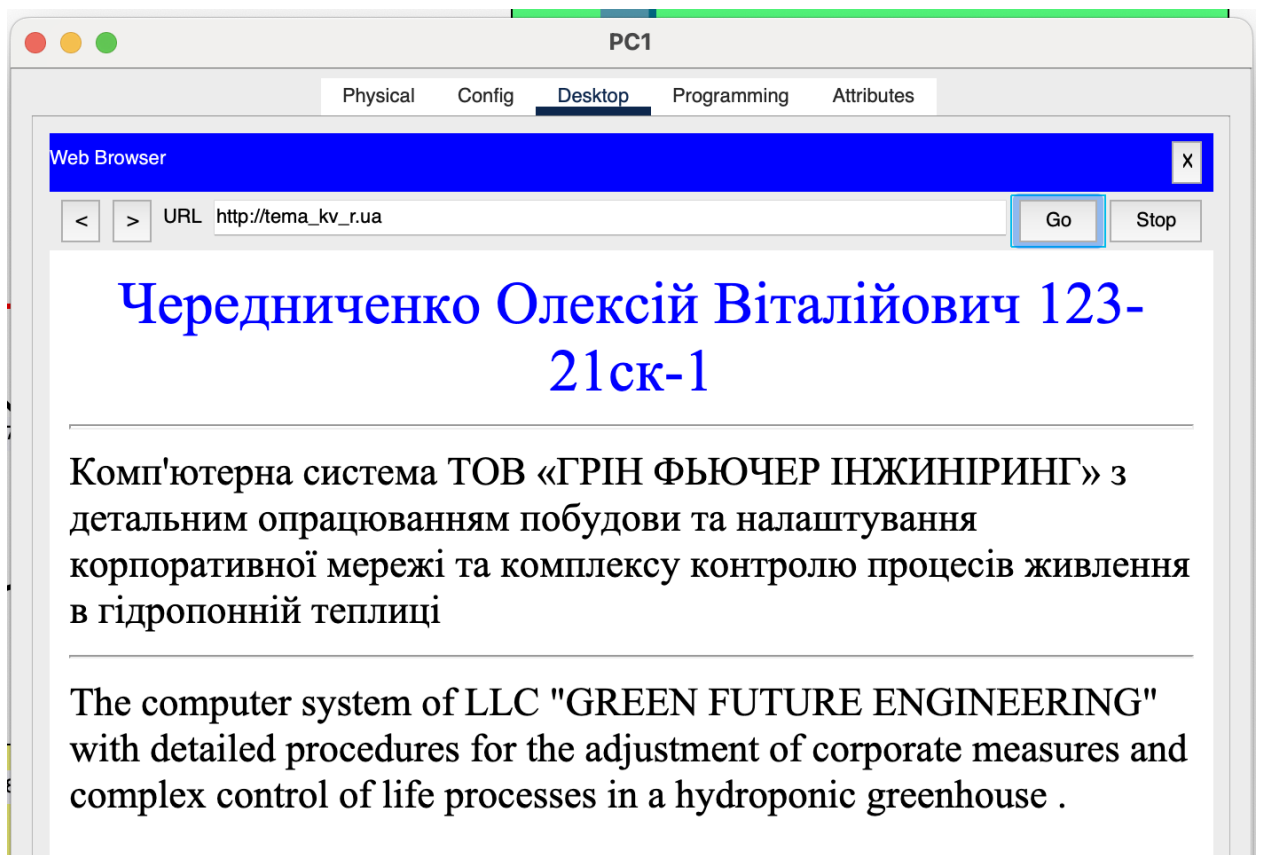 PC1
Physical Config Desktop Programming Attributes
Web Browser X
< > URL http://tema_kv_r.ua Go Stop
Чередниченко Олексій Віталійович 123-
21ск-1
Комп'ютерна система ТОВ «ГРІН ФЬЮЧЕР ІНЖИНІРИНГ» з
детальним опрацюванням побудови та налаштування
корпоративної мережі та комплексу контролю процесів живлення
в гідропонній теплиці
The computer system of LLC "GREEN FUTURE ENGINEERING"
with detailed procedures for the adjustment of corporate measures and
complex control of life processes in a hydroponic greenhouse .